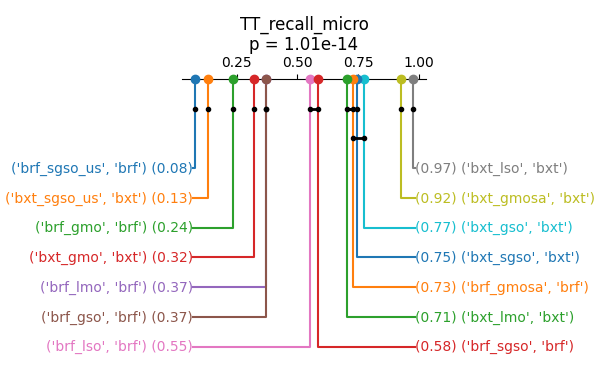 TT_recall_micro
p = 1.01e-14
0.25 0.50 0.75 1.00
('brf_sgso_us', 'brf') (0.08) (0.97) ('bxt_lso', 'bxt')
('bxt_sgso_us', 'bxt') (0.13) (0.92) ('bxt_gmosa', 'bxt')
('brf_gmo', 'brf') (0.24) (0.77) ('bxt_gso', 'bxt')
('bxt_gmo', 'bxt') (0.32) (0.75) ('bxt_sgso', 'bxt')
('brf_lmo', 'brf') (0.37) (0.73) ('brf_gmosa', 'brf')
('brf_gso', 'brf') (0.37) (0.71) ('bxt_lmo', 'bxt')
('brf_lso', 'brf') (0.55) (0.58) ('brf_sgso', 'brf')